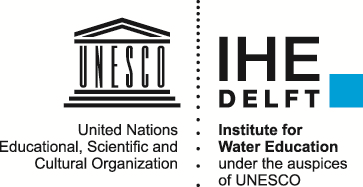 UNESCO
United Nations
Educational, Scientific and
Cultural Organization
IHE
DELFT
Institute for
Water Education
under the auspices
of UNESCO